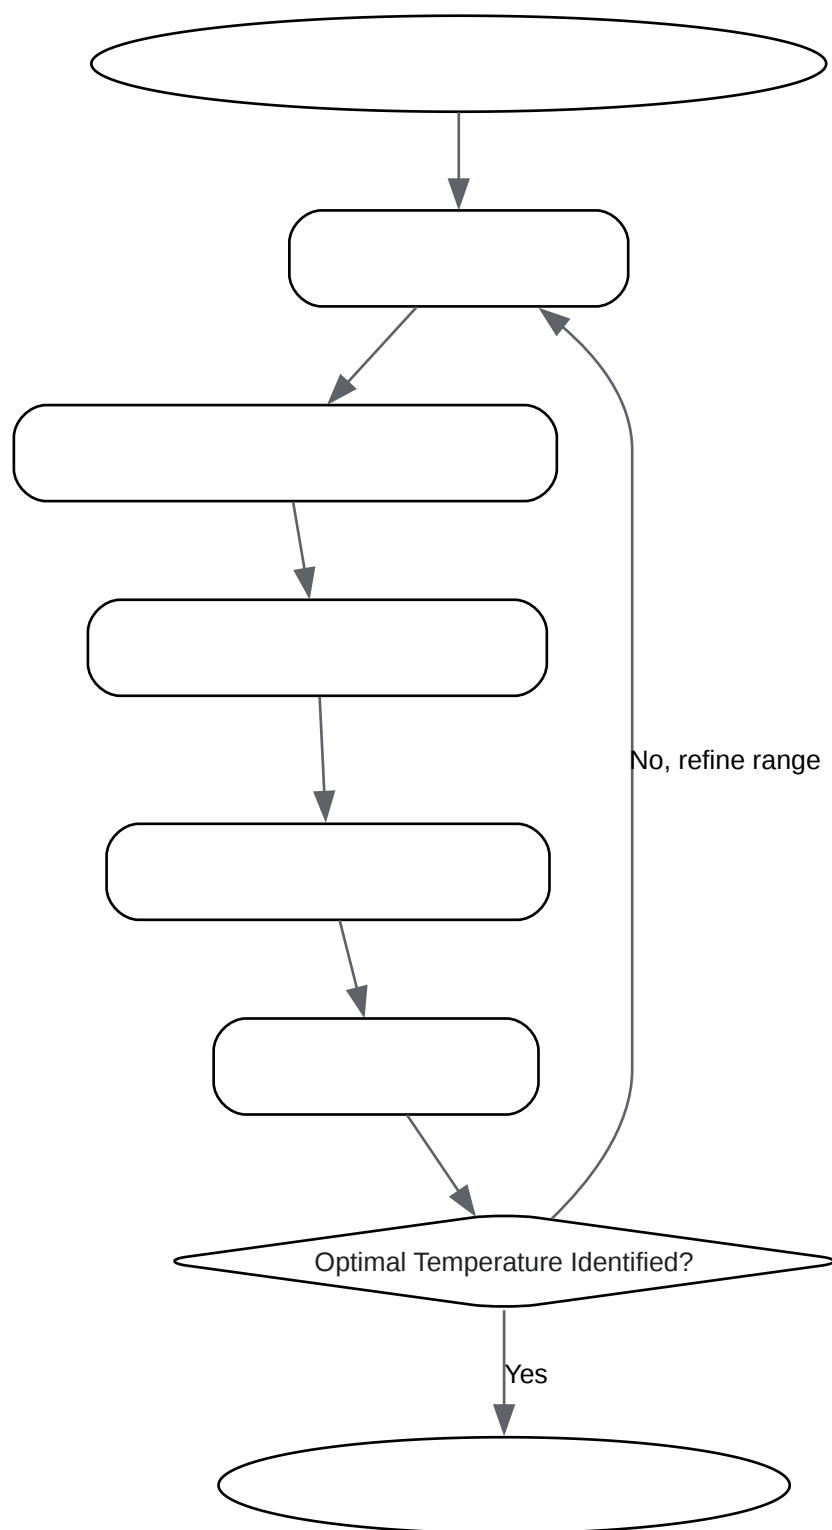 No, refine range
Optimal Temperature Identified?
Yes